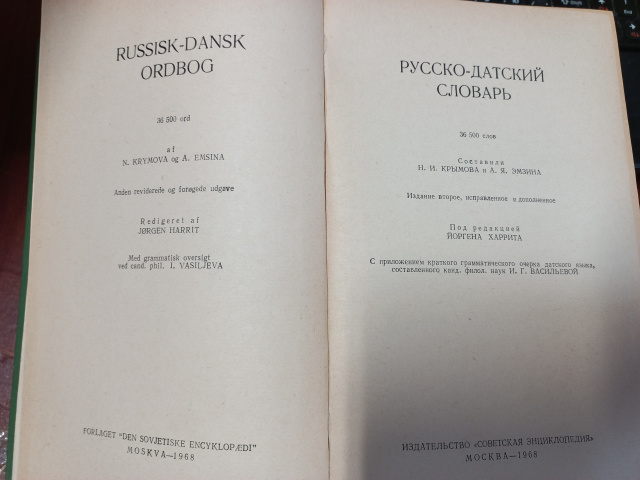 RUSSISK-DANSK
ORDBOG
36 500 ord
af
N. KRYMOVA og A. EMSINA
Anden reviderede og forøgede udgave
Redigeret af
JØRGEN HARRIT
Med grammatisk oversigt
ved cand. phil. I. VASILJEVA
FORLAGET "DEN SOVJETISKE ENCYKLOPÆDI"
MOSKVA—1968
РУССКО-ДАТСКИЙ
СЛОВАРЬ
36 500 слов
Составили
Н. И. КРЫМОВА и А. Я. ЭМЗИНА
Издание второе, исправленное и дополненное
Под редакцией
ЙОРГЕНА ХАРРИТА
С приложением краткого грамматического очерка датского языка,
составленного канд. филол. наук И. Г. ВАСИЛЬЕВОЙ
ИЗДАТЕЛЬСТВО «СОВЕТСКАЯ ЭНЦИКЛОПЕДИЯ»
МОСКВА—1968